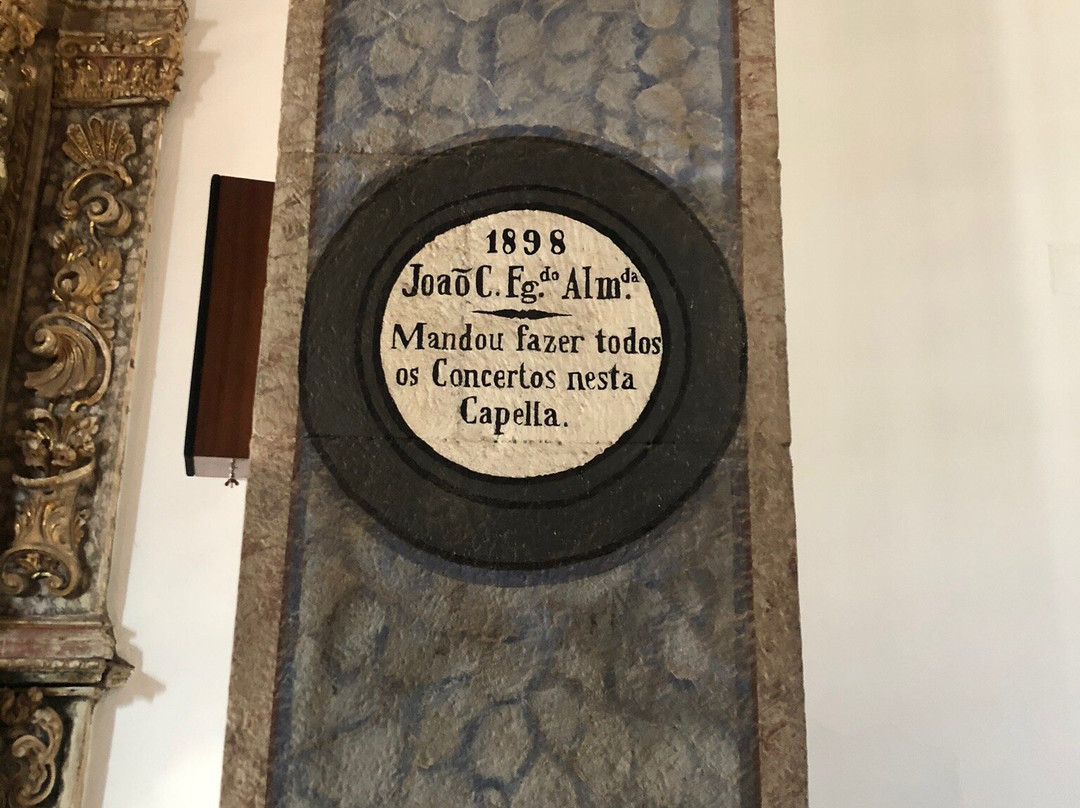 1898
Joaõ C. Fg.do Alm.da
Mandou fazer todos
os Concertos nesta
Capella.